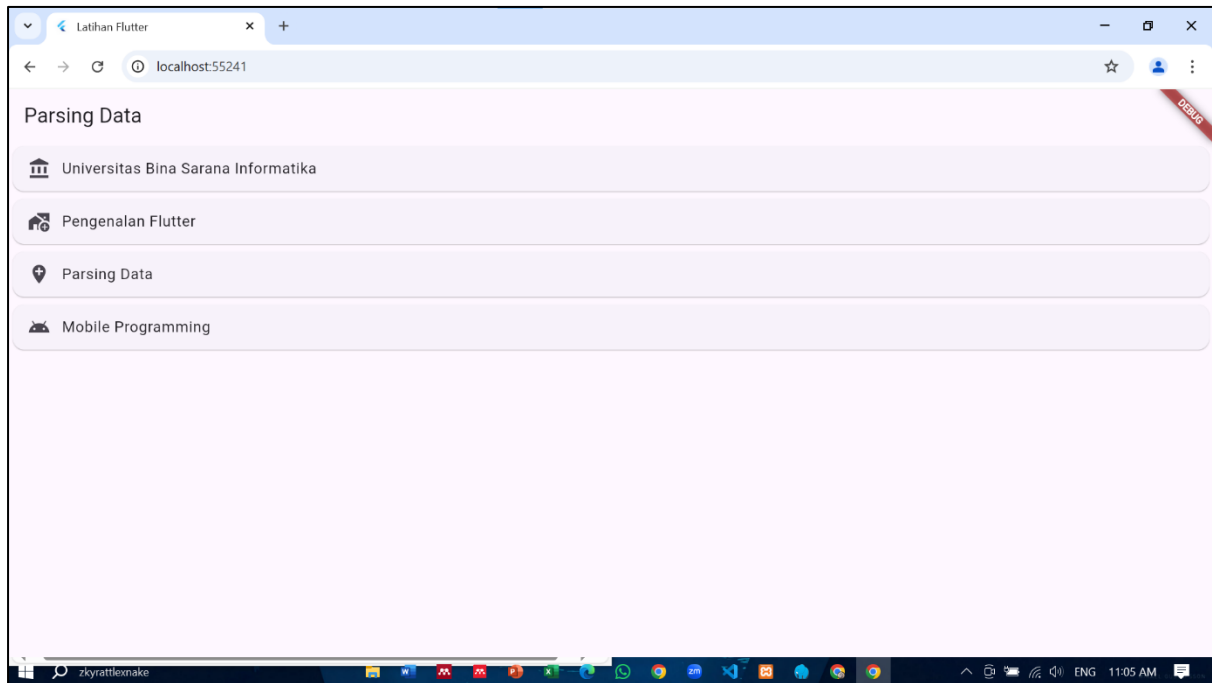 Latihan Flutter
localhost:55241
Parsing Data
DEBUG
Universitas Bina Sarana Informatika
Pengenalan Flutter
Parsing Data
Mobile Programming
zkyrattlexnake
zm
ENG 11:05 AM